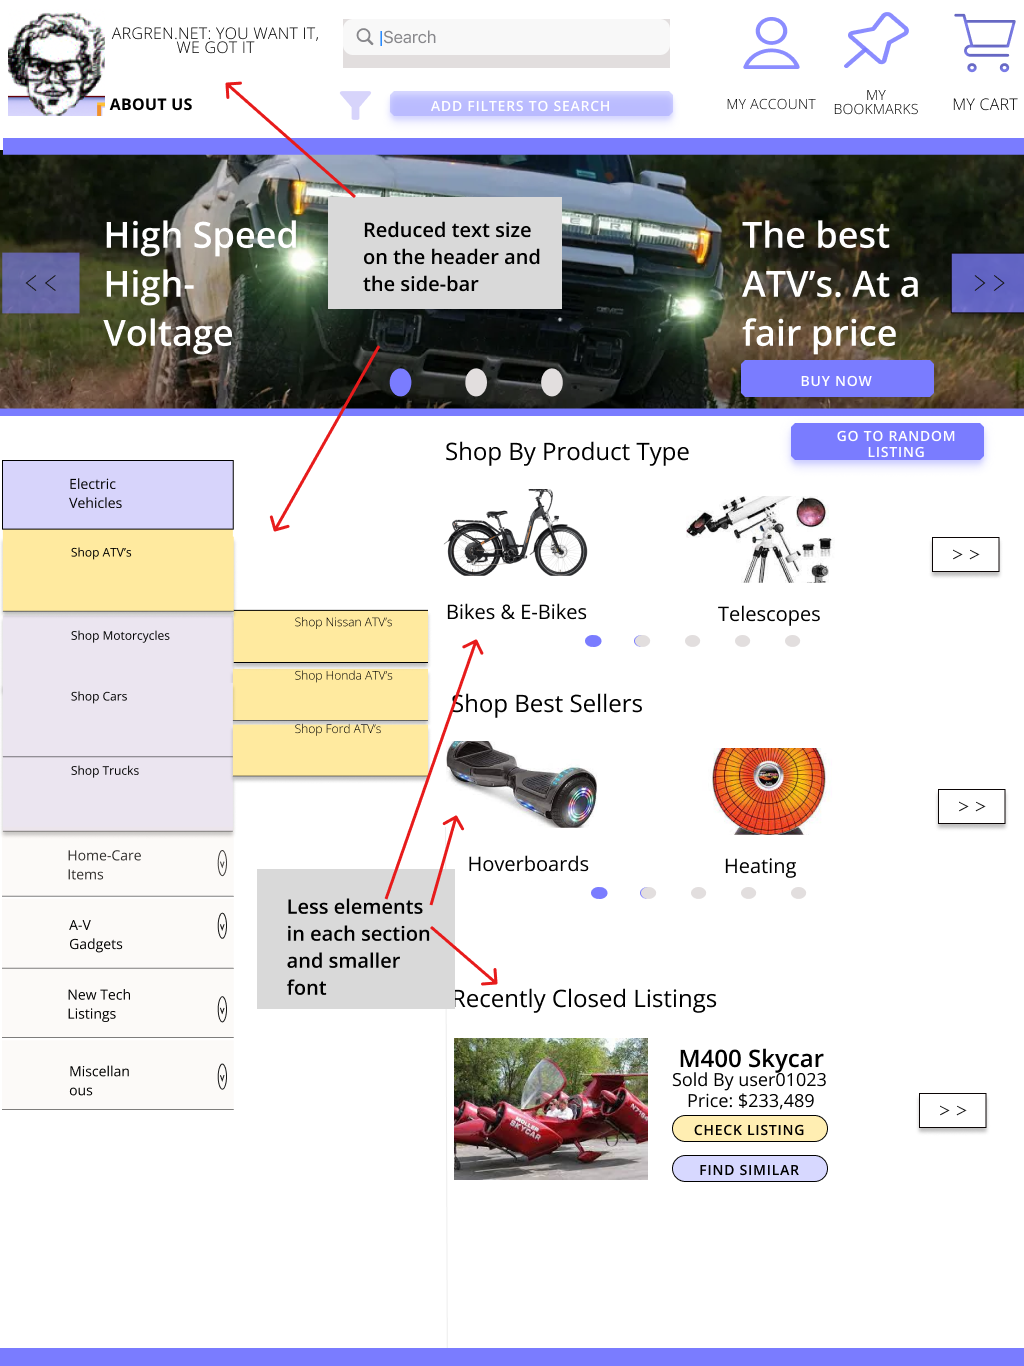 ARGREN.NET: YOU WANT IT,
WE GOT IT
Search
ABOUT US
ADD FILTERS TO SEARCH
MY ACCOUNT
MY
BOOKMARKS
MY CART
High Speed
High-
Voltage
< <
Reduced text size
on the header and
the side-bar
The best
ATV's. At a
fair price
> >
GMC
BUY NOW
GO TO RANDOM
LISTING
Shop By Product Type
Electric
Vehicles
Shop ATV's
Shop Motorcycles
Shop Cars
Shop Trucks
Shop Nissan ATV's
Shop Honda ATV's
Shop Ford ATV's
Home-Care
Items
A-V
Gadgets
New Tech
Listings
Miscellan
ous
> >
Bikes & E-Bikes
Telescopes
Shop Best Sellers
> >
Hoverboards
Heating
Less elements
in each section
and smaller
font
Recently Closed Listings
MOLLER
SKYCAR
M400 Skycar
Sold By user01023
Price: $233,489
CHECK LISTING
FIND SIMILAR
> >